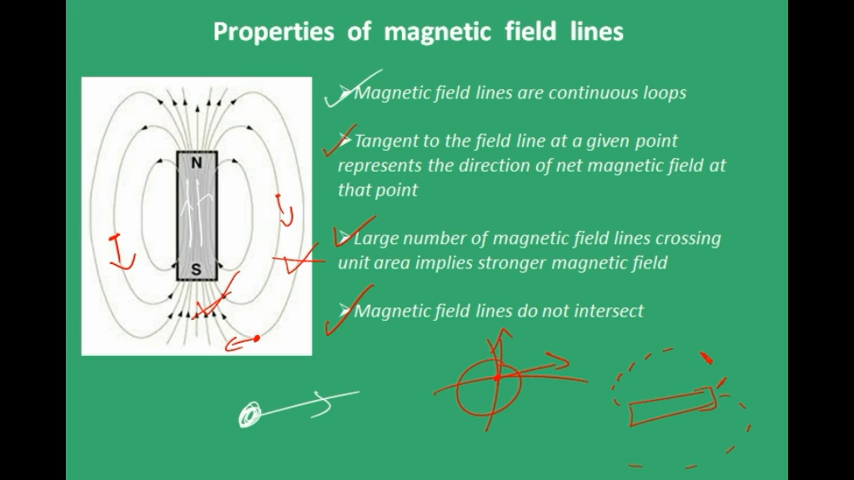 Properties of magnetic field lines
Magnetic field lines are continuous loops
Tangent to the field line at a given point
represents the direction of net magnetic field at
that point
Large number of magnetic field lines crossing
unit area implies stronger magnetic field
Magnetic field lines do not intersect
N
S